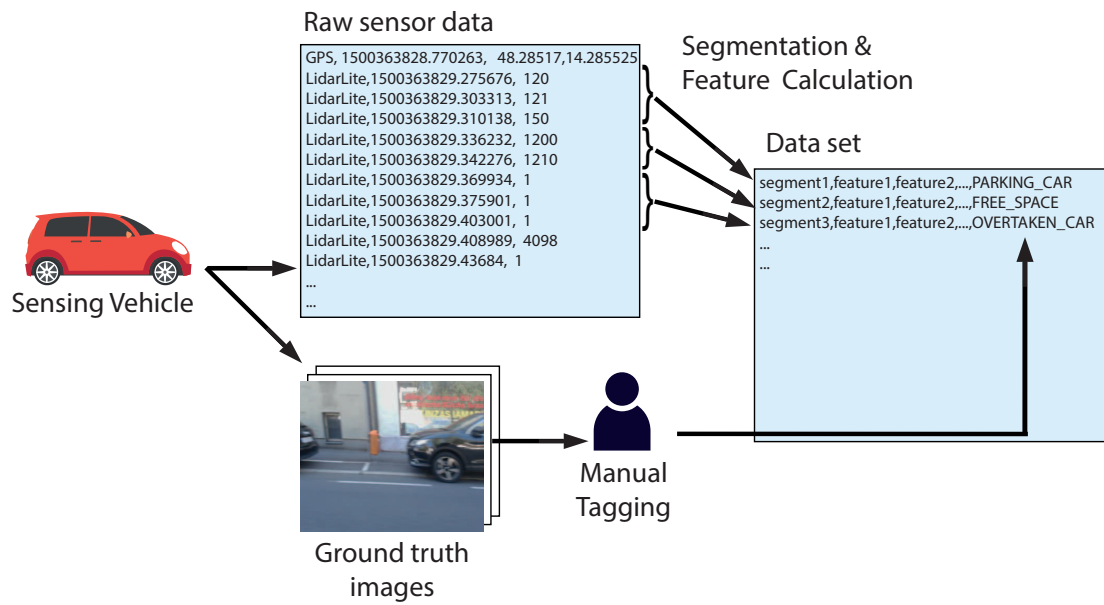 Raw sensor data
GPS, 1500363828.770263, 48.28517,14.285525
LidarLite,1500363829.275676, 120
LidarLite,1500363829.303313, 121
LidarLite,1500363829.310138, 150
LidarLite,1500363829.336232, 1200
LidarLite,1500363829.342276, 1210
LidarLite,1500363829.369934, 1
LidarLite,1500363829.375901, 1
LidarLite,1500363829.403001, 1
LidarLite,1500363829.408989, 4098
LidarLite,1500363829.43684, 1
...
...
Segmentation &
Feature Calculation
Data set
segment1,feature1,feature2,...,PARKING_CAR
segment2,feature1,feature2,...,FREE_SPACE
segment3,feature1,feature2,...,OVERTAKEN_CAR
...
...
Sensing Vehicle
Ground truth
images
Manual
Tagging